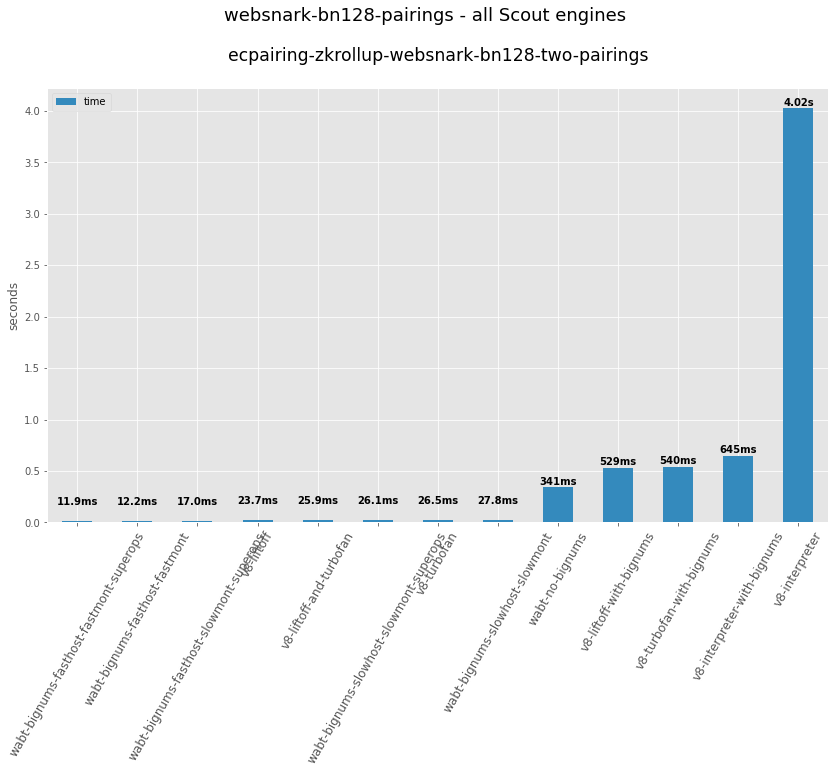 websnark-bn128-pairings - all Scout engines
ecpairing-zkrollup-websnark-bn128-two-pairings
time
4.0
3.5
3.0
2.5
2.0
1.5
1.0
0.5
0.0
seconds
11.9ms
12.2ms
17.0ms
23.7ms
25.9ms
26.1ms
26.5ms
27.8ms
341ms
529ms
540ms
645ms
4.02s
wabt-bignums-fasthost-fastmont-superops
wabt-bignums-fasthost-fastmont
wabt-bignums-fasthost-slowmont-superops
v8-liftoff
v8-liftoff-and-turbofan
wabt-bignums-slowhost-slowmont-superops
v8-turbofan
wabt-bignums-slowhost-slowmont
wabt-no-bignums
v8-liftoff-with-bignums
v8-turbofan-with-bignums
v8-interpreter-with-bignums
v8-interpreter